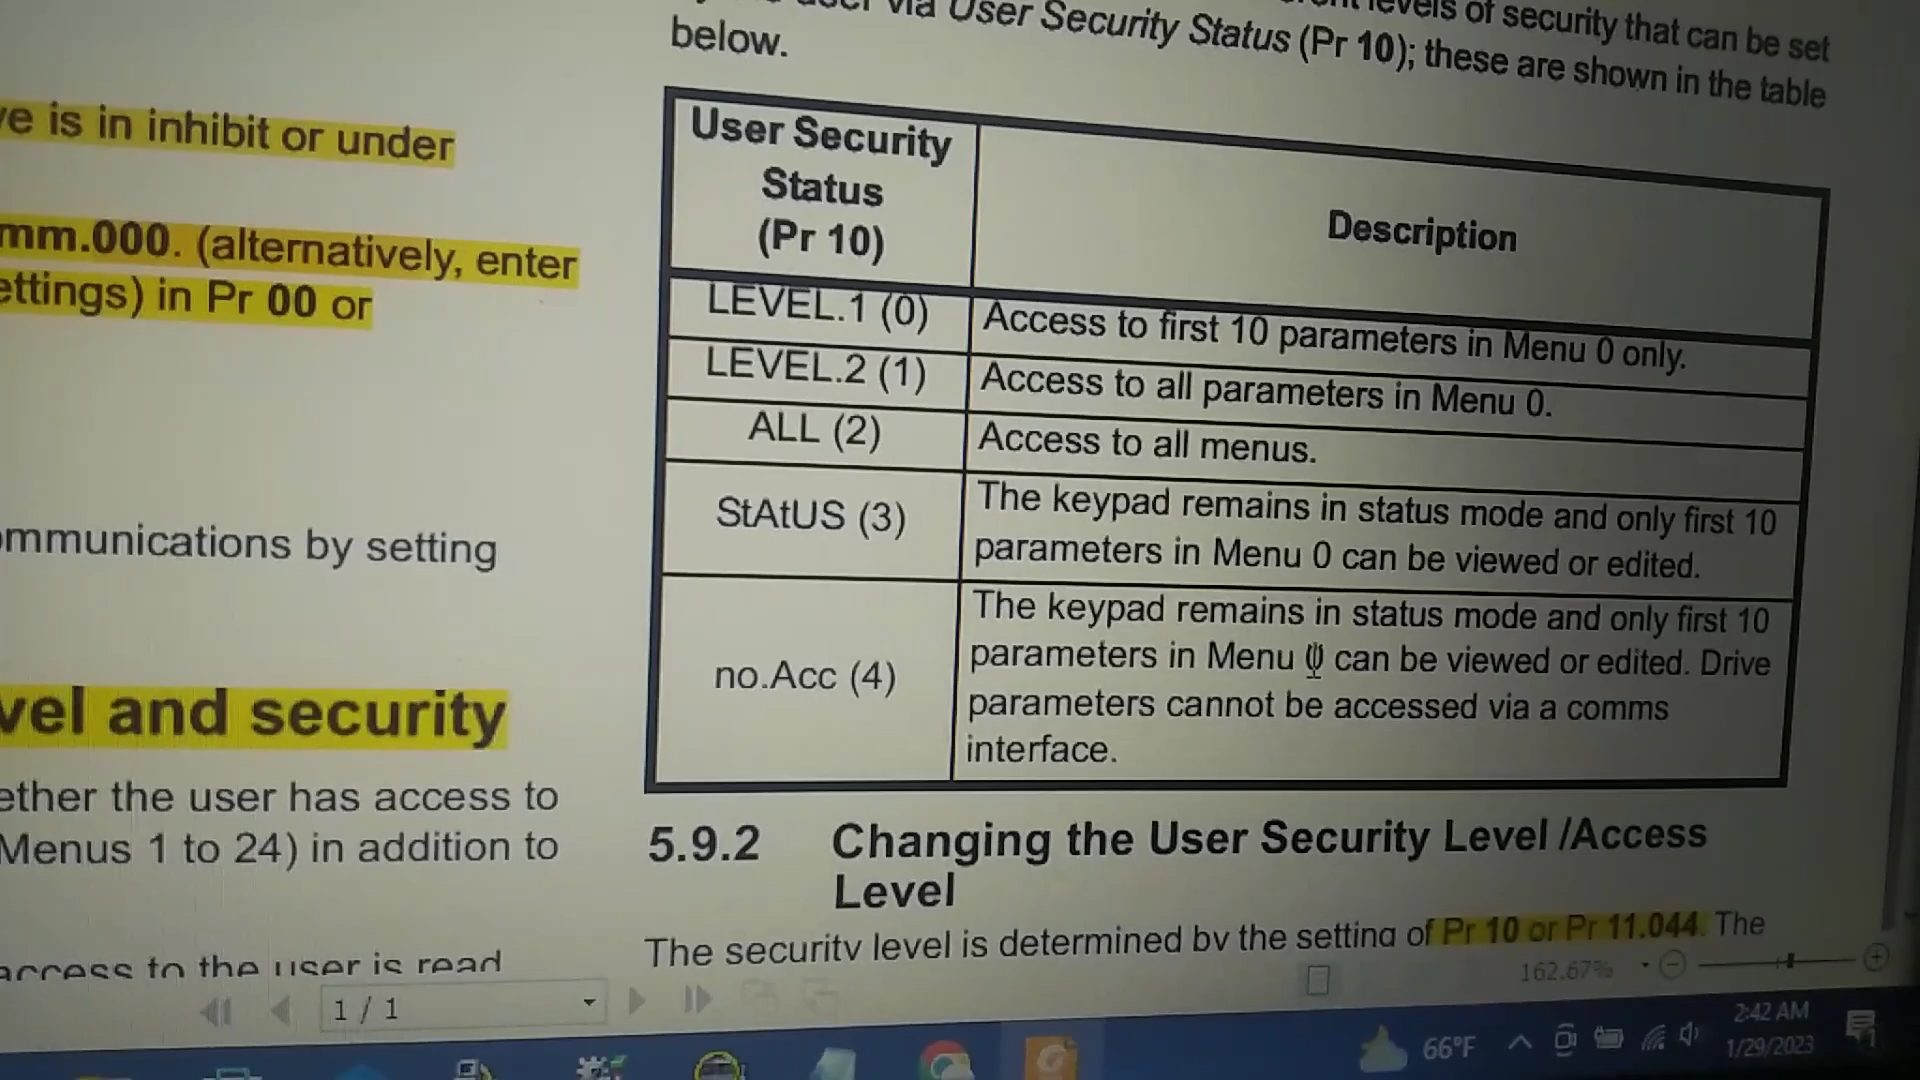 levels of security that can be set
via User Security Status (Pr 10); these are shown in the table
below.
is in inhibit or under
mm.000. (alternatively, enter
in Pr 00 or
by setting
and security
the user has access to
Menus 1 to 24) in addition to
access to the user is read
User Security
Status
(Pr 10)
Description
LEVEL.1 (0)
Access to first 10 parameters in Menu 0 only.
LEVEL.2 (1)
Access to all parameters in Menu 0.
ALL (2)
Access to all menus.
StAtUS (3)
The keypad remains in status mode and only first 10
parameters in Menu 0 can be viewed or edited.
no.Acc (4)
The keypad remains in status mode and only first 10
parameters in Menu 0 can be viewed or edited. Drive
parameters cannot be accessed via a comms
interface.
5.9.2 Changing the User Security Level /Access
Level
The security level is determined by the setting of Pr 10 or Pr 11.044. The
162.67%
1 / 1
66°F
2:42 AM
1/29/2023